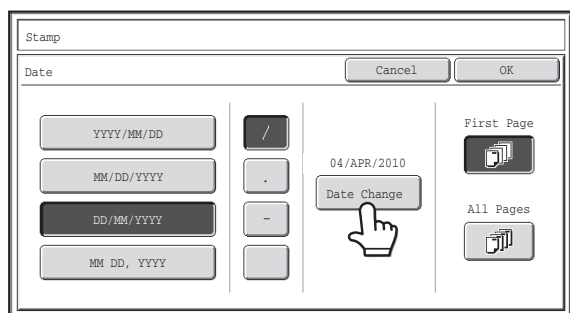 Stamp
Date
Cancel
OK
YYYY/MM/DD
MM/DD/YYYY
DD/MM/YYYY
MM DD, YYYY
/
.
-
04/APR/2010
Date Change
First Page
All Pages